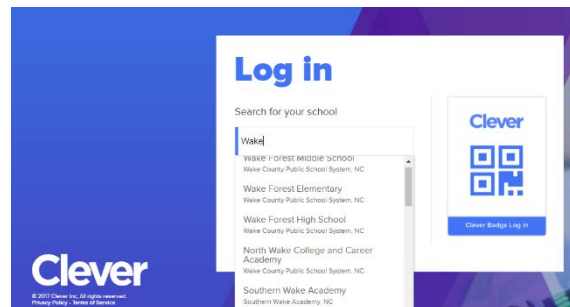 Log in
Search for your school
Wake
Wake Forest Middle School
Wake County Public School System, NC
Wake Forest Elementary
Wake County Public School System, NC
Wake Forest High School
Wake County Public School System, NC
North Wake College and Career
Academy
Wake County Public School System, NC
Southern Wake Academy
Southern Wake Academy, NC
Clever
Clever Badge Log in
Clever
© 2017 Clever Inc. All rights reserved.
Privacy Policy - Terms of Service